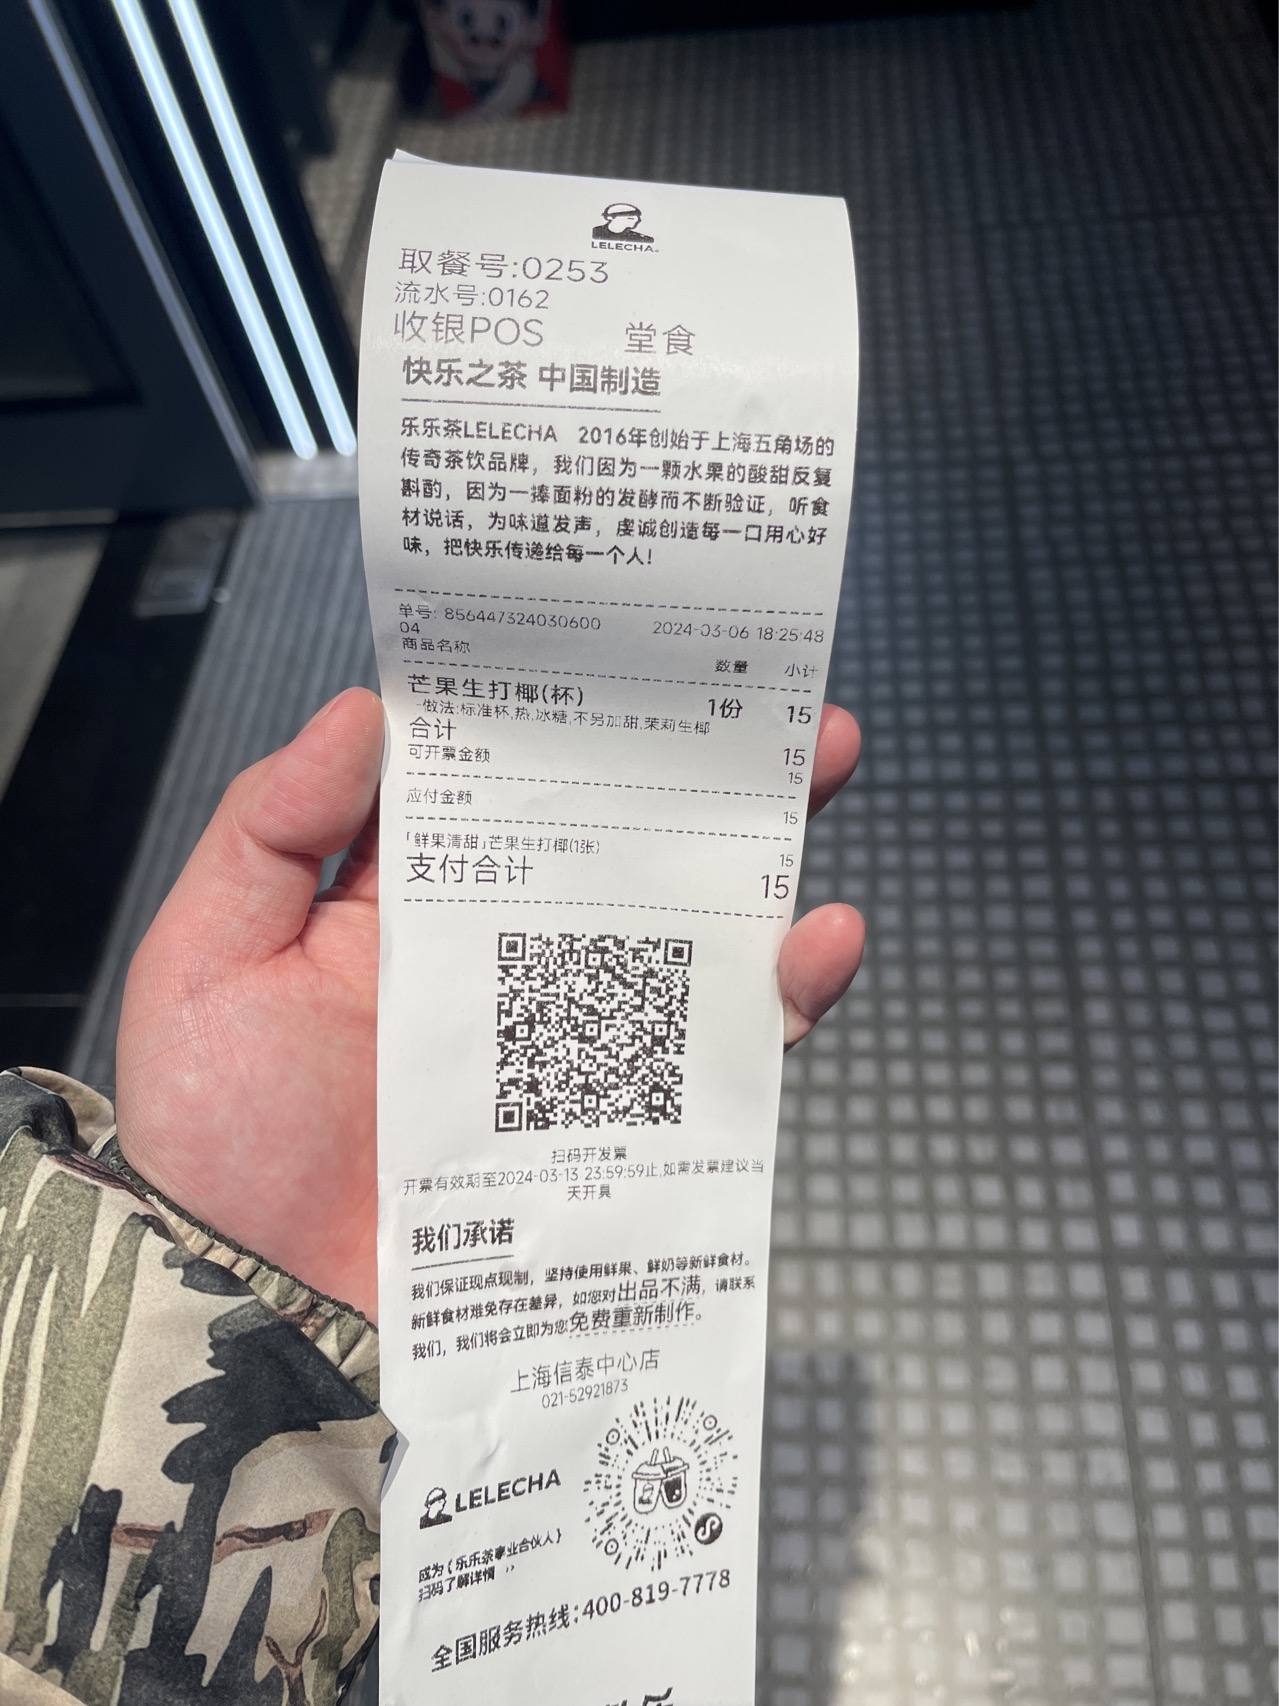 LELECHA
取餐号:0253
流水号:0162
收银POS 堂食
快乐之茶 中国制造
乐乐茶LELECHA 2016年创始于上海五角场的
传奇茶饮品牌，我们因为一颗水果的酸甜反复
斟酌，因为一捧面粉的发酵而不断验证，听食
材说话，为味道发声，虔诚创造每一口用心好
味，把快乐传递给每一个人!
单号: 856447324030600 2024-03-06 18:25:48
04
商品名称 数量 小计
芒果生打椰(杯) 1份 15
-做法:标准杯,热,冰糖,不另加甜,茉莉生椰
合计 15
可开票金额 15
应付金额 15
「鲜果清甜」芒果生打椰(1张) 15
支付合计 15
扫码开发票
开票有效期至2024-03-13 23:59:59止,如需发票建议当
天开具
我们承诺
我们保证现点现制，坚持使用鲜果、鲜奶等新鲜食材。
新鲜食材难免存在差异，如您对出品不满，请联系
我们，我们将会立即为您免费重新制作。
上海信泰中心店
021-52921873
LELECHA
成为{乐乐茶事业合伙人}
扫码了解详情 ››
全国服务热线:400-819-7778